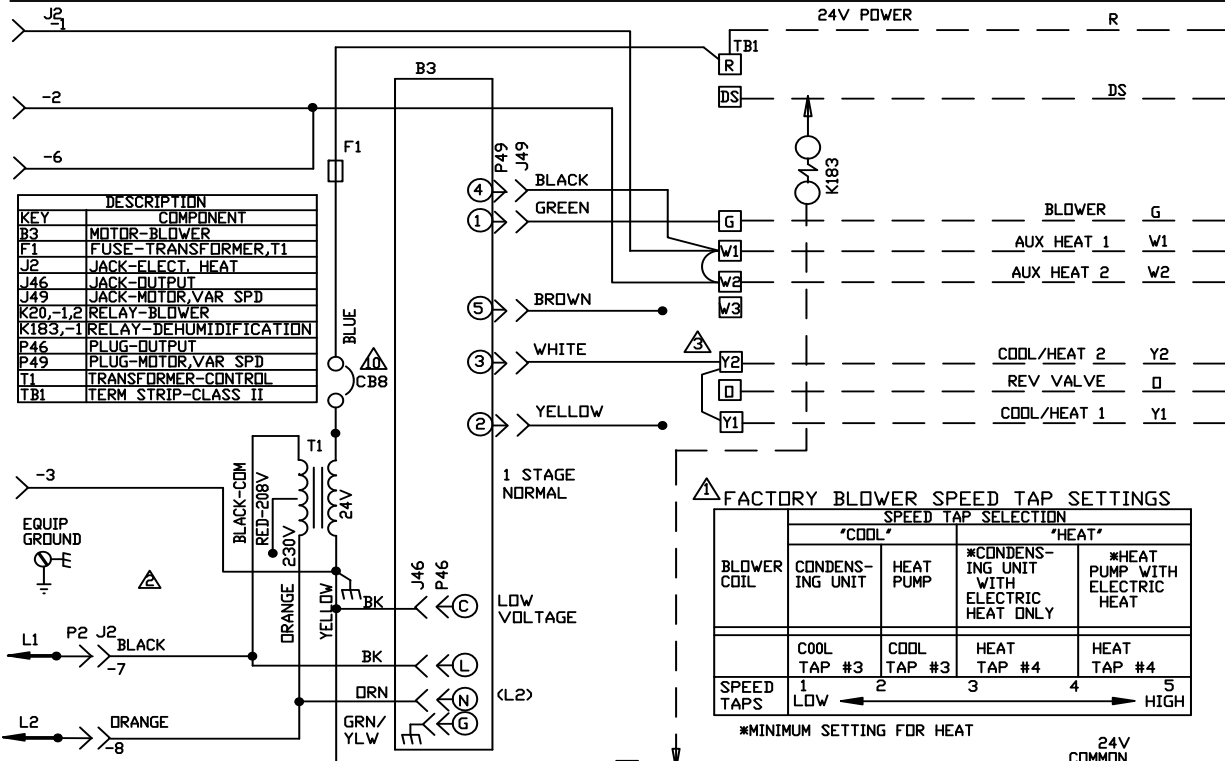 J2
-1
24V POWER
R
TB1
R
B3
-2
DS
DS
F1
P49
J49
K183
-6
4
BLACK
1
GREEN
G
BLOWER
G
W1
AUX HEAT 1
W1
W2
AUX HEAT 2
W2
5
BROWN
W3
3
WHITE
3
Y2
COOL/HEAT 2
Y2
O
REV VALVE
O
2
YELLOW
Y1
COOL/HEAT 1
Y1
DESCRIPTION
KEY COMPONENT
B3 MOTOR-BLOWER
F1 FUSE-TRANSFORMER,T1
J2 JACK-ELECT. HEAT
J46 JACK-OUTPUT
J49 JACK-MOTOR,VAR SPD
K20,-1,2 RELAY-BLOWER
K183,-1 RELAY-DEHUMIDIFICATION
P46 PLUG-OUTPUT
P49 PLUG-MOTOR,VAR SPD
T1 TRANSFORMER-CONTROL
TB1 TERM STRIP-CLASS II
BLUE
10
CB8
T1
1 STAGE
NORMAL
-3
BLACK-COM
RED-208V
230V
24V
EQUIP
GROUND
2
ORANGE
YELLOW
J46
P46
BK
C
LOW
VOLTAGE
L1
P2
J2
BLACK
-7
BK
L
ORN
N
(L2)
GRN/
YLW
G
L2
ORANGE
-8
1
FACTORY BLOWER SPEED TAP SETTINGS
SPEED TAP SELECTION
"COOL"
"HEAT"
BLOWER
COIL
CONDENS-
ING UNIT
HEAT
PUMP
*CONDENS-
ING UNIT
WITH
ELECTRIC
HEAT ONLY
*HEAT
PUMP WITH
ELECTRIC
HEAT
COOL
TAP #3
COOL
TAP #3
HEAT
TAP #4
HEAT
TAP #4
SPEED
TAPS
1 2 3 4 5
LOW HIGH
*MINIMUM SETTING FOR HEAT
24V
COMMON